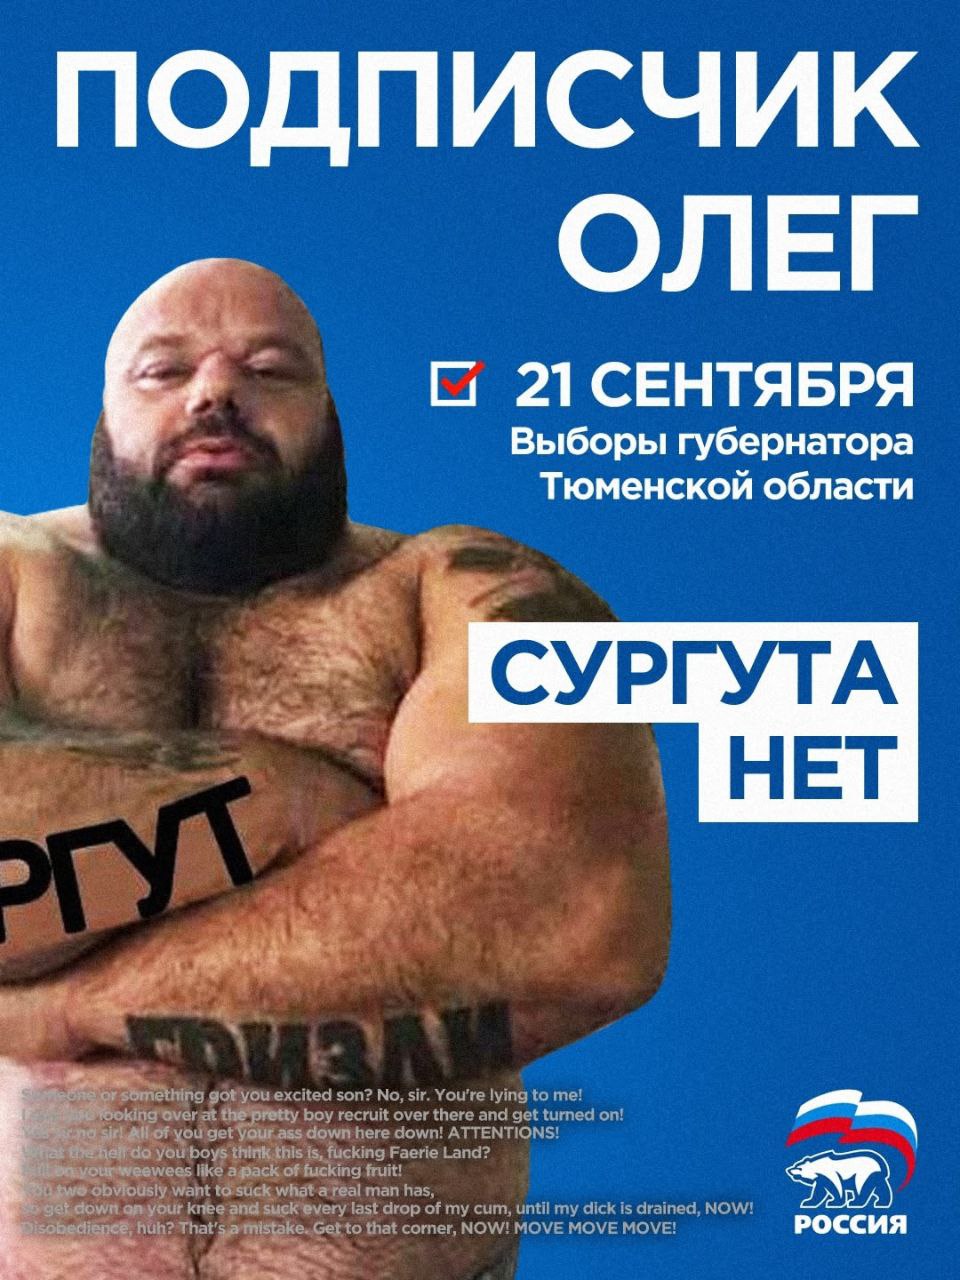 ПОДПИСЧИК
ОЛЕГ
21 СЕНТЯБРЯ
Выборы губернатора
Тюменской области
СУРГУТА
НЕТ
РГУТ
ГРИЗЛИ
Someone or something got you excited son? No, sir. You're lying to me!
looking over at the pretty boy recruit over there and get turned on!
no sir! All of you get your ass down here down! ATTENTIONS!
What the hell do you boys think this is, fucking Faerie Land?
on your weewees like a pack of fucking fruit!
You two obviously want to suck what a real man has,
so get down on your knee and suck every last drop of my cum, until my dick is drained, NOW!
Disobedience, huh? That's a mistake. Get to that corner, NOW! MOVE MOVE MOVE!
РОССИЯ